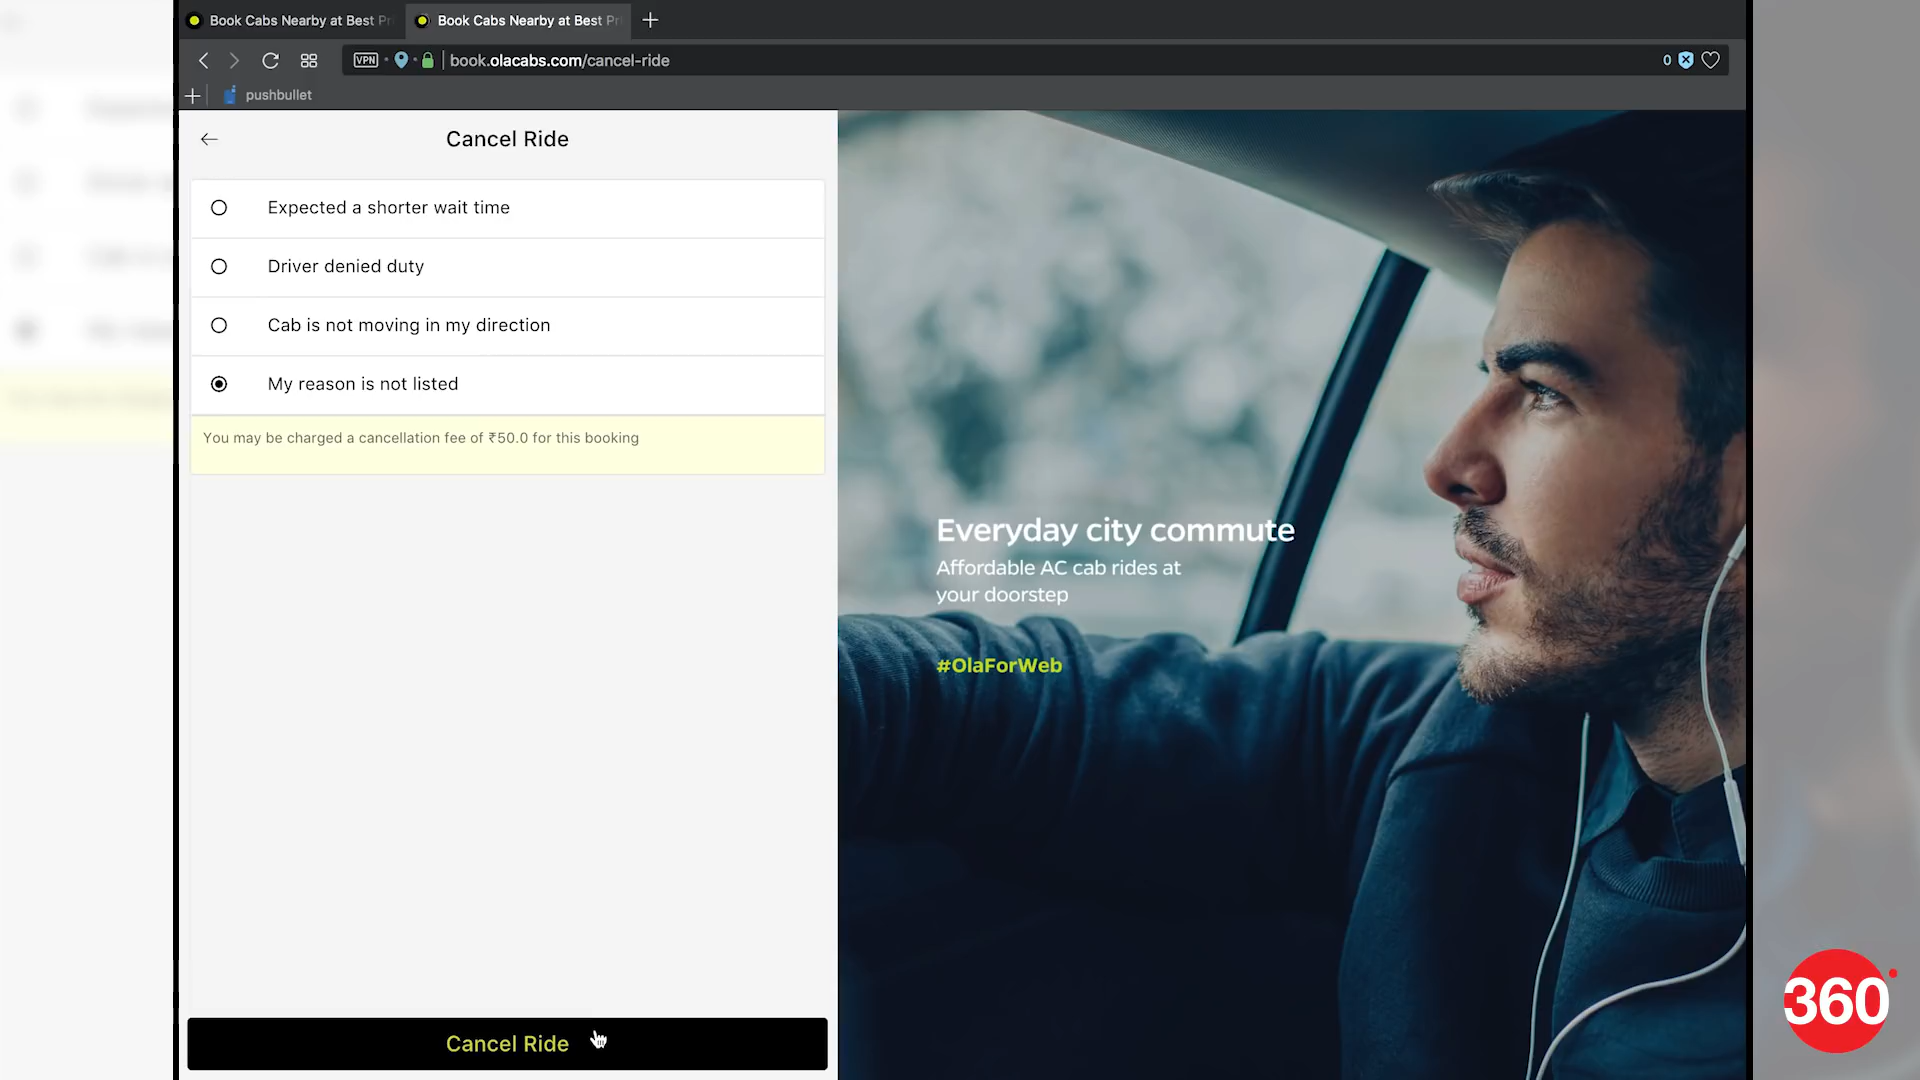 Book Cabs Nearby at Best Pr
Book Cabs Nearby at Best Pr
VPN
book.olacabs.com/cancel-ride
0
pushbullet
Cancel Ride
Expected a shorter wait time
Driver denied duty
Cab is not moving in my direction
My reason is not listed
You may be charged a cancellation fee of ₹50.0 for this booking
Cancel Ride
Everyday city commute
Affordable AC cab rides at
your doorstep
#OlaForWeb
360